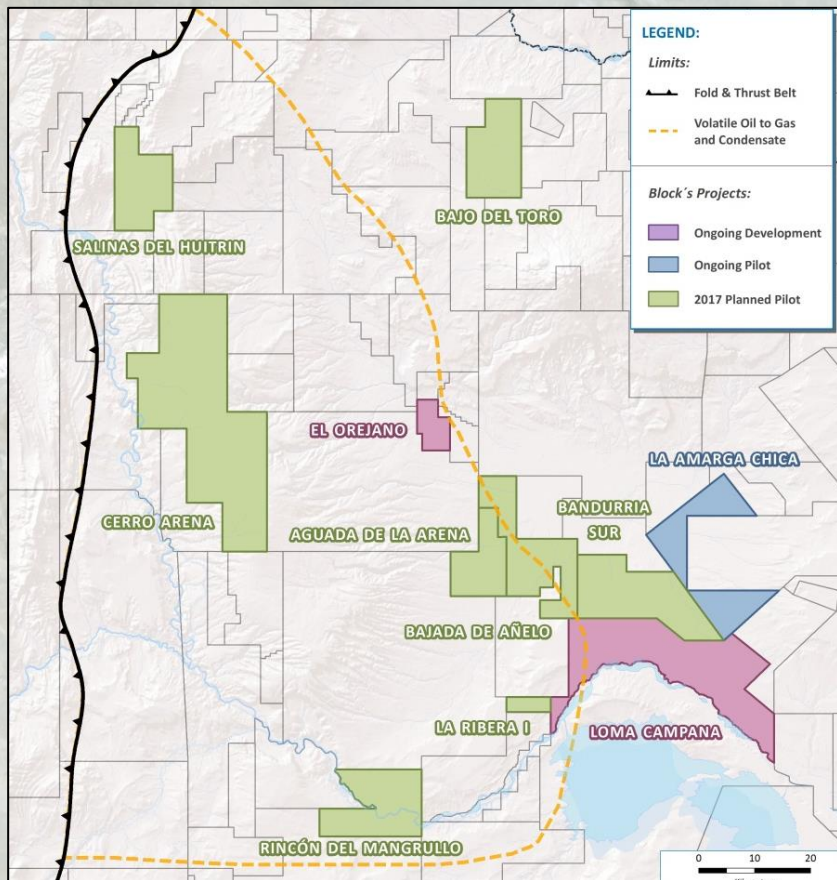 LEGEND:
Limits:
Fold & Thrust Belt
Volatile Oil to Gas
and Condensate
Block´s Projects:
Ongoing Development
Ongoing Pilot
2017 Planned Pilot
SALINAS DEL HUITRIN
BAJO DEL TORO
EL OREJANO
LA AMARGA CHICA
CERRO ARENA
AGUADA DE LA ARENA
BANDURRIA
SUR
BAJADA DE AÑELO
LA RIBERA I
LOMA CAMPANA
RINCÓN DEL MANGRULLO
0 10 20